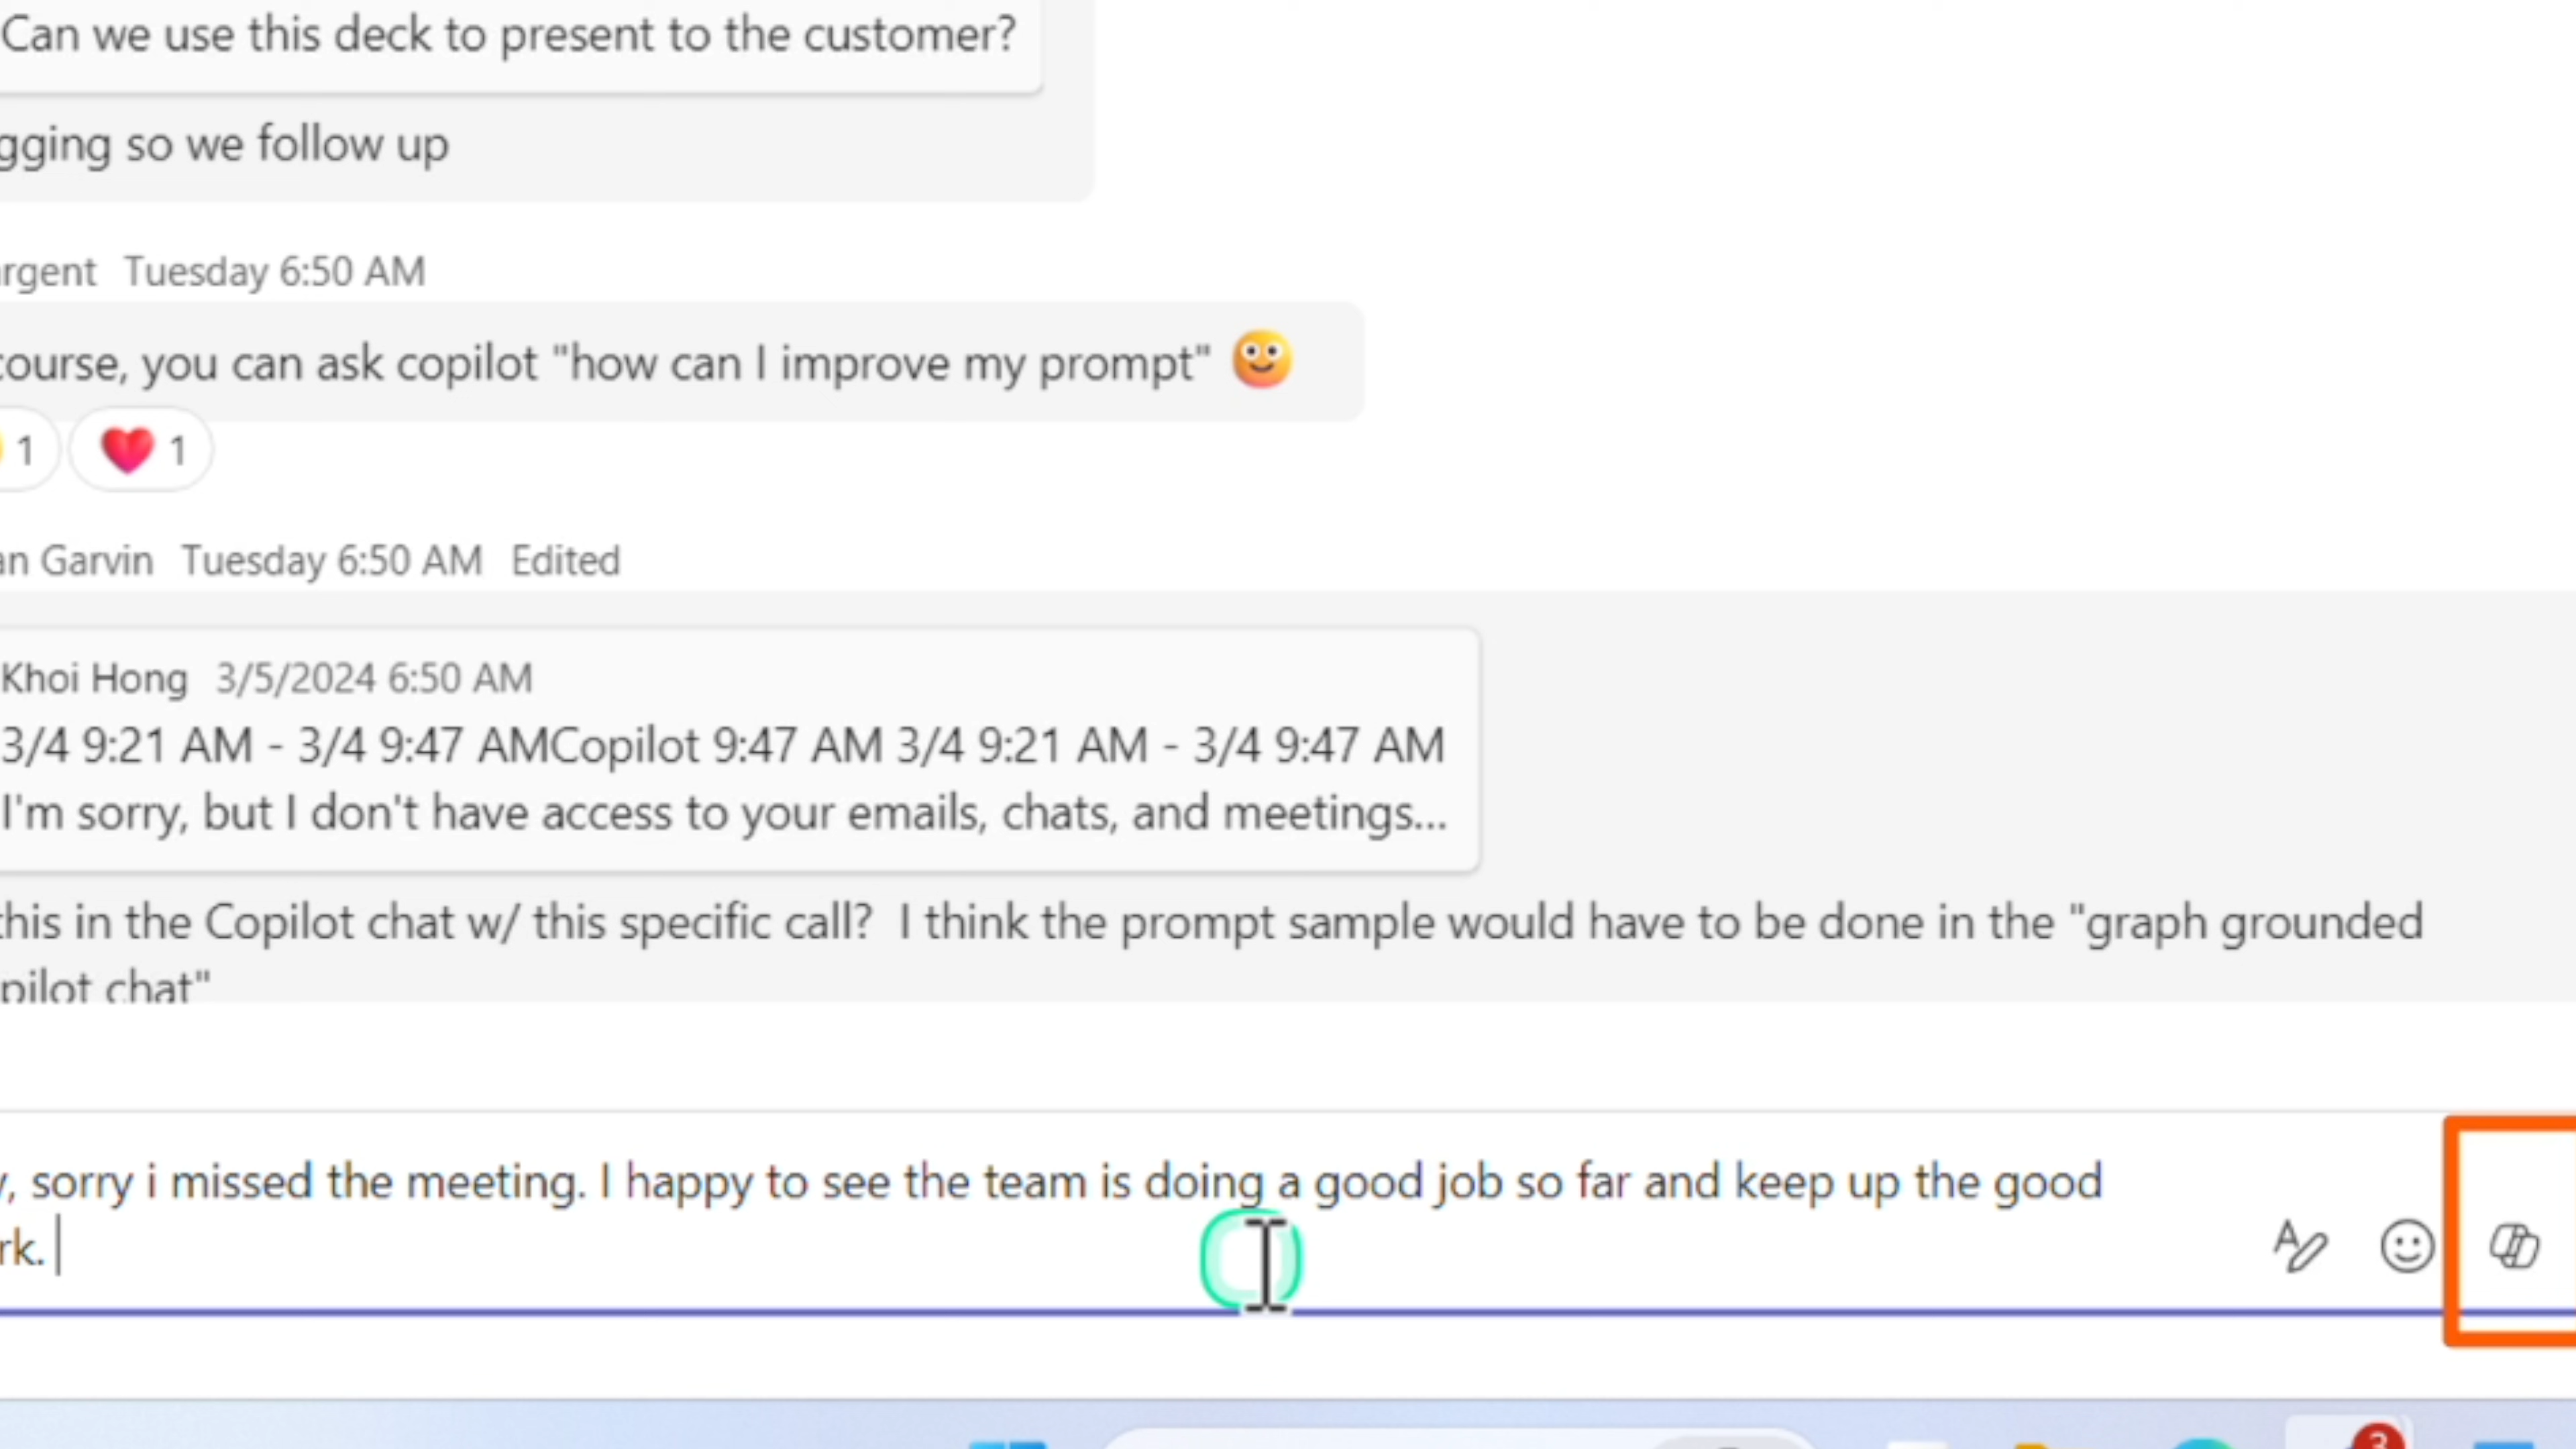 Can we use this deck to present to the customer?
gging so we follow up
rgent Tuesday 6:50 AM
course, you can ask copilot "how can I improve my prompt"
1 1
an Garvin Tuesday 6:50 AM Edited
Khoi Hong 3/5/2024 6:50 AM
3/4 9:21 AM - 3/4 9:47 AMCopilot 9:47 AM 3/4 9:21 AM - 3/4 9:47 AM
I'm sorry, but I don't have access to your emails, chats, and meetings...
this in the Copilot chat w/ this specific call? I think the prompt sample would have to be done in the "graph grounded
pilot chat"
, sorry i missed the meeting. I happy to see the team is doing a good job so far and keep up the good
rk.
3